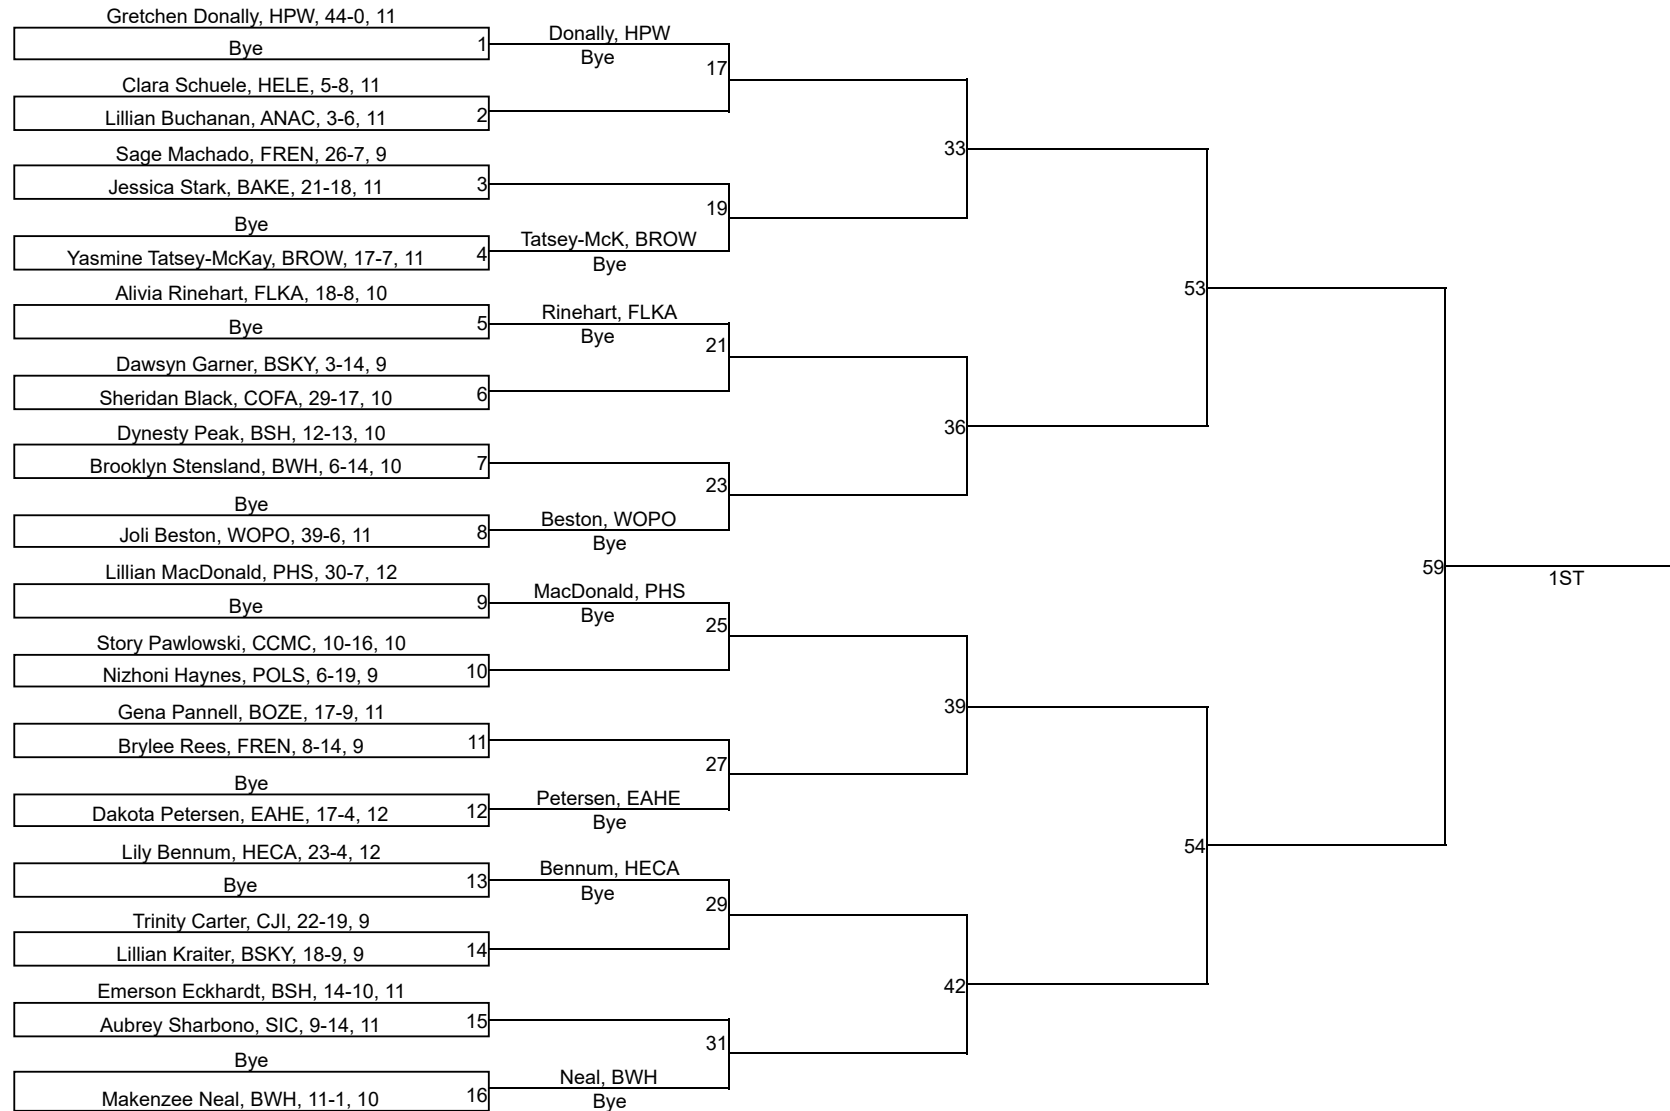 Gretchen Donally, HPW, 44-0, 11
Bye
1
Donally, HPW
Bye
17
Clara Schuele, HELE, 5-8, 11
Lillian Buchanan, ANAC, 3-6, 11
2
33
Sage Machado, FREN, 26-7, 9
Jessica Stark, BAKE, 21-18, 11
3
19
Bye
Yasmine Tatsey-McKay, BROW, 17-7, 11
4
Tatsey-McK, BROW
Bye
53
Alivia Rinehart, FLKA, 18-8, 10
Bye
5
Rinehart, FLKA
Bye
21
Dawsyn Garner, BSKY, 3-14, 9
Sheridan Black, COFA, 29-17, 10
6
36
Dynesty Peak, BSH, 12-13, 10
Brooklyn Stensland, BWH, 6-14, 10
7
23
Bye
Joli Beston, WOPO, 39-6, 11
8
Beston, WOPO
Bye
59
1ST
Lillian MacDonald, PHS, 30-7, 12
Bye
9
MacDonald, PHS
Bye
25
Story Pawlowski, CCMC, 10-16, 10
Nizhoni Haynes, POLS, 6-19, 9
10
39
Gena Pannell, BOZE, 17-9, 11
Brylee Rees, FREN, 8-14, 9
11
27
Bye
Dakota Petersen, EAHE, 17-4, 12
12
Petersen, EAHE
Bye
54
Lily Bennum, HECA, 23-4, 12
Bye
13
Bennum, HECA
Bye
29
Trinity Carter, CJI, 22-19, 9
Lillian Kraiter, BSKY, 18-9, 9
14
42
Emerson Eckhardt, BSH, 14-10, 11
Aubrey Sharbono, SIC, 9-14, 11
15
31
Bye
Makenzee Neal, BWH, 11-1, 10
16
Neal, BWH
Bye